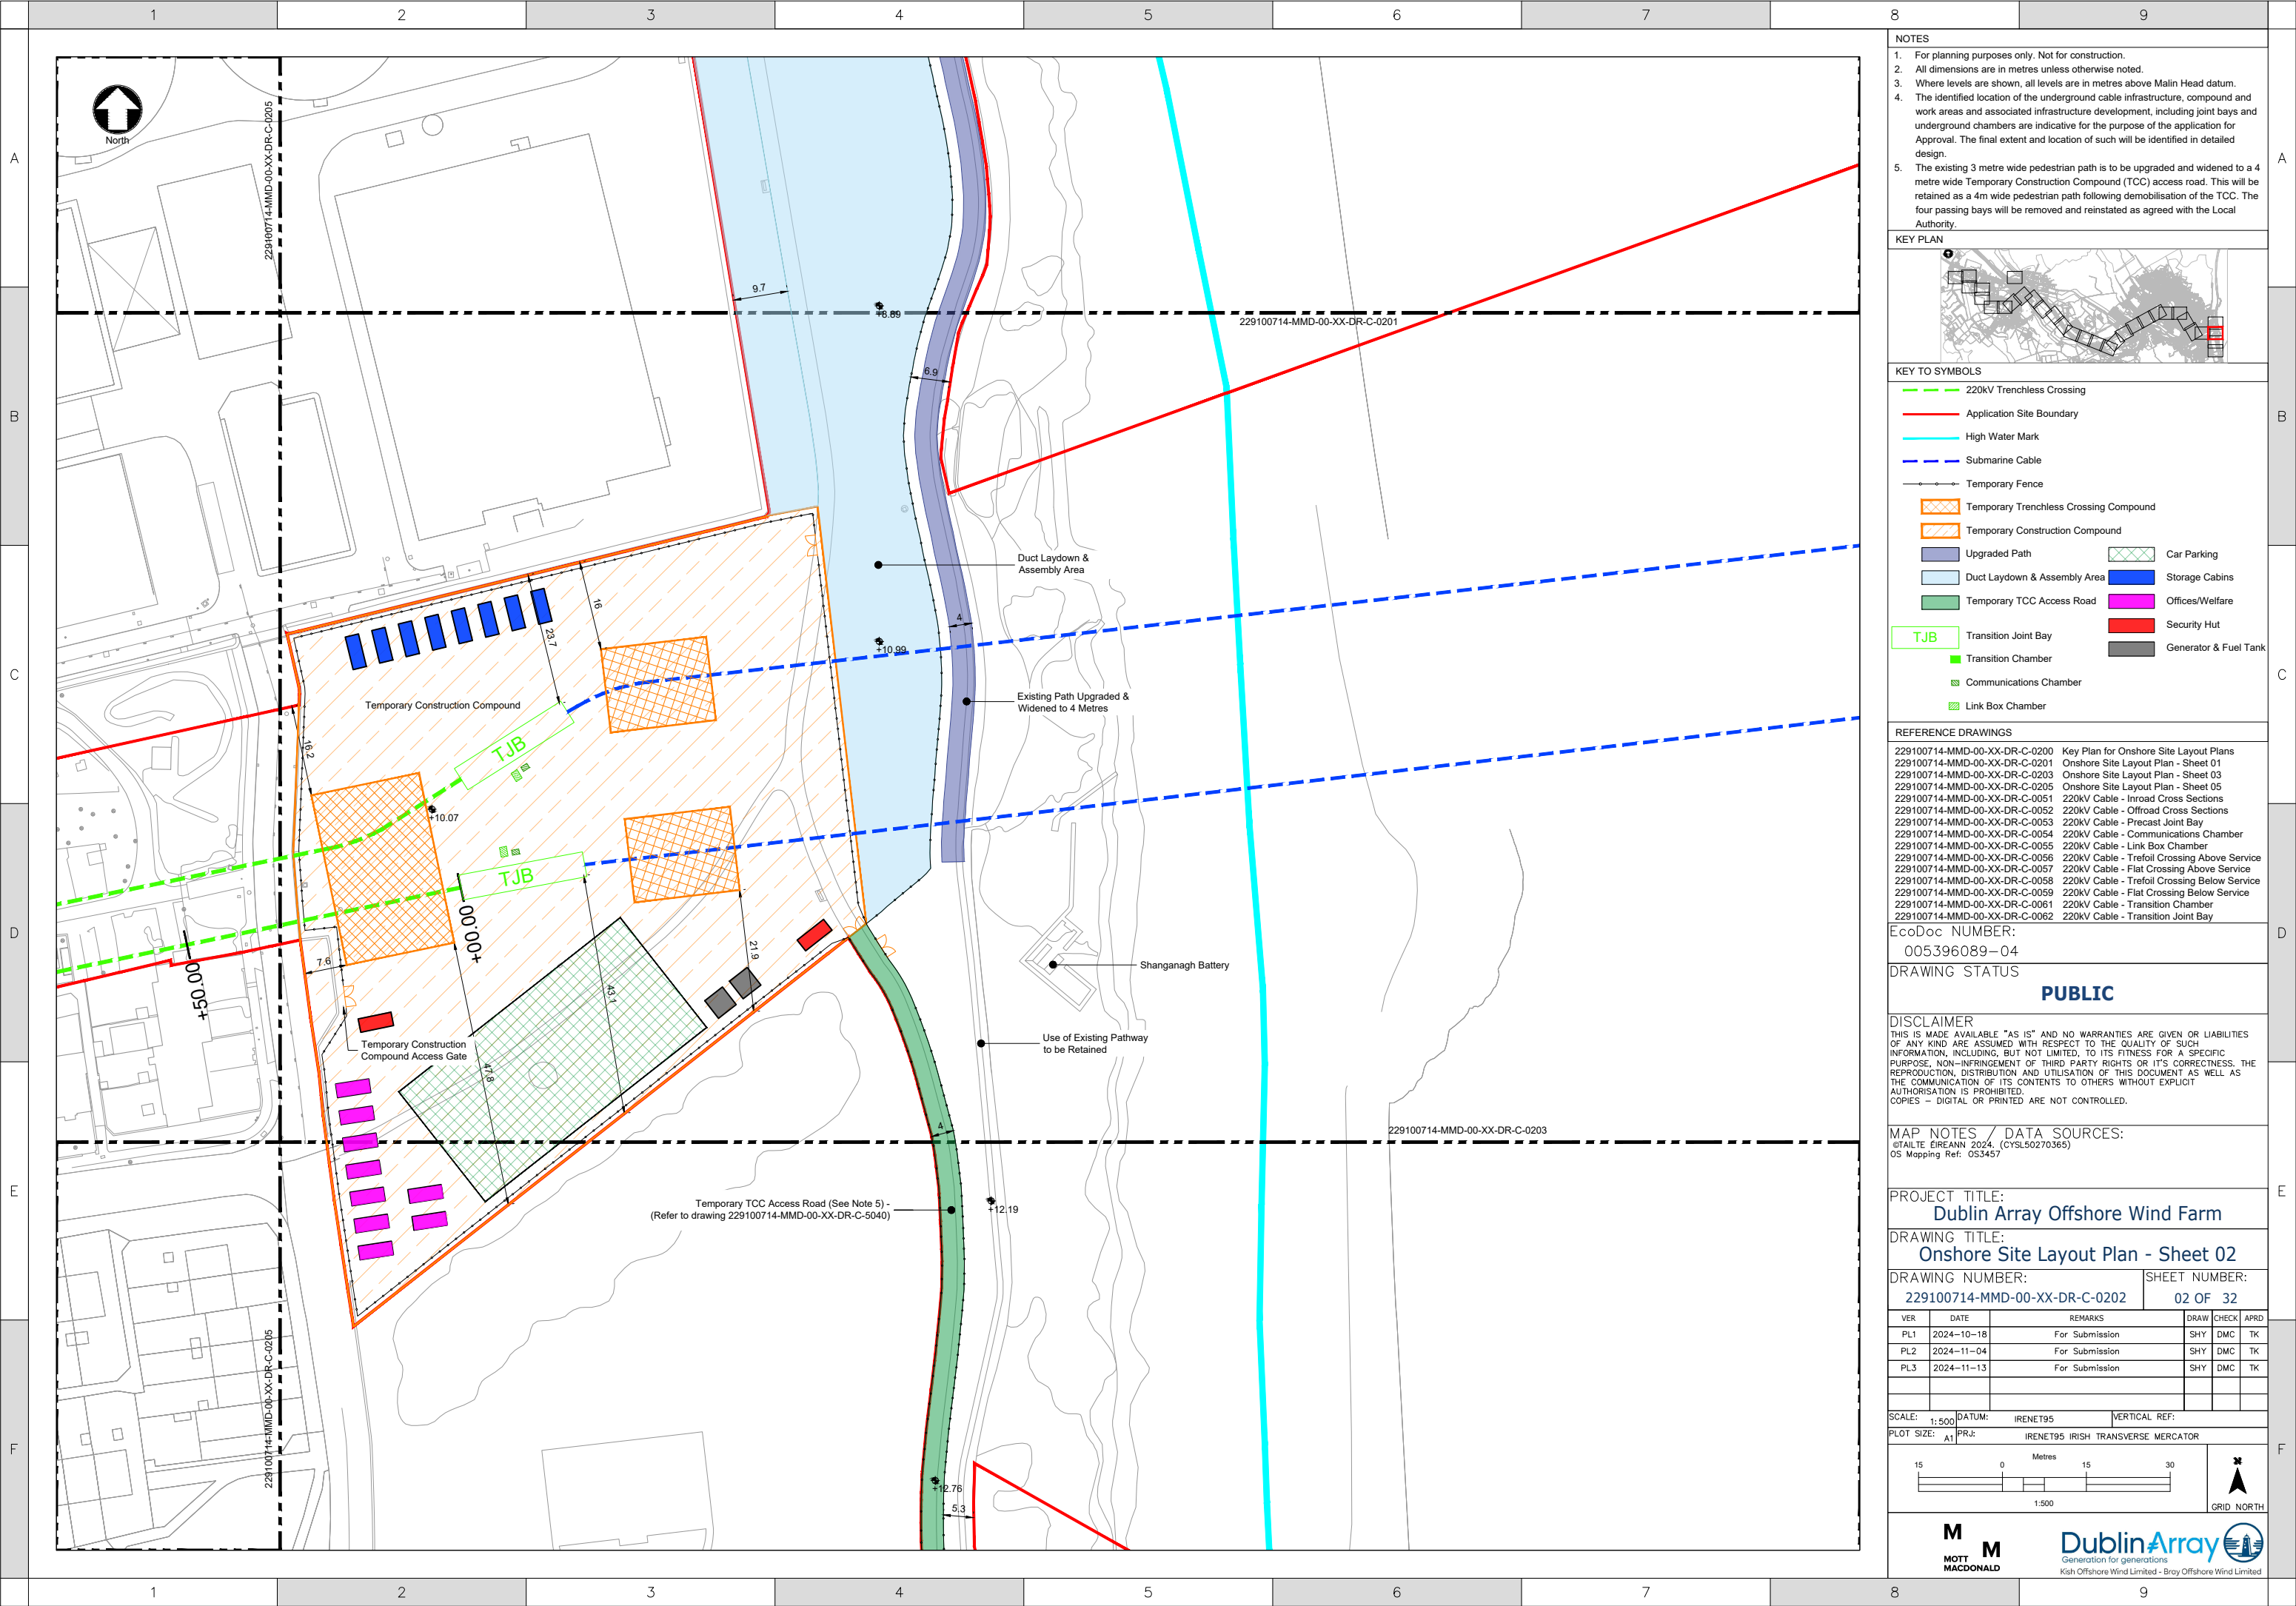 1 2 3 4 5 6 7 8 9
A
B
C
D
E
F
North
229100714-MMD-00-XX-DR-C-0205
9.7
+8.89
229100714-MMD-00-XX-DR-C-0201
6.9
Duct Laydown &
Assembly Area
16
23.7
4
+10.99
Existing Path Upgraded &
Widened to 4 Metres
Temporary Construction Compound
16.2
TJB
+10.07
TJB
+00.00
+50.00
7.6
21.9
43.1
47.8
Shanganagh Battery
Temporary Construction
Compound Access Gate
Use of Existing Pathway
to be Retained
4
229100714-MMD-00-XX-DR-C-0203
Temporary TCC Access Road (See Note 5) -
(Refer to drawing 229100714-MMD-00-XX-DR-C-5040)
+12.19
229100714-MMD-00-XX-DR-C-0205
+12.76
5.3
NOTES
1. For planning purposes only. Not for construction.
2. All dimensions are in metres unless otherwise noted.
3. Where levels are shown, all levels are in metres above Malin Head datum.
4. The identified location of the underground cable infrastructure, compound and
work areas and associated infrastructure development, including joint bays and
underground chambers are indicative for the purpose of the application for
Approval. The final extent and location of such will be identified in detailed
design.
5. The existing 3 metre wide pedestrian path is to be upgraded and widened to a 4
metre wide Temporary Construction Compound (TCC) access road. This will be
retained as a 4m wide pedestrian path following demobilisation of the TCC. The
four passing bays will be removed and reinstated as agreed with the Local
Authority.
KEY PLAN
KEY TO SYMBOLS
220kV Trenchless Crossing
Application Site Boundary
High Water Mark
Submarine Cable
Temporary Fence
Temporary Trenchless Crossing Compound
Temporary Construction Compound
Upgraded Path
Car Parking
Duct Laydown & Assembly Area
Storage Cabins
Temporary TCC Access Road
Offices/Welfare
Security Hut
TJB Transition Joint Bay
Generator & Fuel Tank
Transition Chamber
Communications Chamber
Link Box Chamber
REFERENCE DRAWINGS
229100714-MMD-00-XX-DR-C-0200 Key Plan for Onshore Site Layout Plans
229100714-MMD-00-XX-DR-C-0201 Onshore Site Layout Plan - Sheet 01
229100714-MMD-00-XX-DR-C-0203 Onshore Site Layout Plan - Sheet 03
229100714-MMD-00-XX-DR-C-0205 Onshore Site Layout Plan - Sheet 05
229100714-MMD-00-XX-DR-C-0051 220kV Cable - Inroad Cross Sections
229100714-MMD-00-XX-DR-C-0052 220kV Cable - Offroad Cross Sections
229100714-MMD-00-XX-DR-C-0053 220kV Cable - Precast Joint Bay
229100714-MMD-00-XX-DR-C-0054 220kV Cable - Communications Chamber
229100714-MMD-00-XX-DR-C-0055 220kV Cable - Link Box Chamber
229100714-MMD-00-XX-DR-C-0056 220kV Cable - Trefoil Crossing Above Service
229100714-MMD-00-XX-DR-C-0057 220kV Cable - Flat Crossing Above Service
229100714-MMD-00-XX-DR-C-0058 220kV Cable - Trefoil Crossing Below Service
229100714-MMD-00-XX-DR-C-0059 220kV Cable - Flat Crossing Below Service
229100714-MMD-00-XX-DR-C-0061 220kV Cable - Transition Chamber
229100714-MMD-00-XX-DR-C-0062 220kV Cable - Transition Joint Bay
EcoDoc NUMBER:
005396089-04
DRAWING STATUS
PUBLIC
DISCLAIMER
THIS IS MADE AVAILABLE "AS IS" AND NO WARRANTIES ARE GIVEN OR LIABILITIES
OF ANY KIND ARE ASSUMED WITH RESPECT TO THE QUALITY OF SUCH
INFORMATION, INCLUDING, BUT NOT LIMITED, TO ITS FITNESS FOR A SPECIFIC
PURPOSE, NON-INFRINGEMENT OF THIRD PARTY RIGHTS OR IT'S CORRECTNESS. THE
REPRODUCTION, DISTRIBUTION AND UTILISATION OF THIS DOCUMENT AS WELL AS
THE COMMUNICATION OF ITS CONTENTS TO OTHERS WITHOUT EXPLICIT
AUTHORISATION IS PROHIBITED.
COPIES - DIGITAL OR PRINTED ARE NOT CONTROLLED.
MAP NOTES / DATA SOURCES:
©TAILTE ÉIREANN 2024. (CYSL50270365)
OS Mapping Ref: OS3457
PROJECT TITLE:
Dublin Array Offshore Wind Farm
DRAWING TITLE:
Onshore Site Layout Plan - Sheet 02
DRAWING NUMBER: SHEET NUMBER:
229100714-MMD-00-XX-DR-C-0202 02 OF 32
VER DATE REMARKS DRAW CHECK APRD
PL1 2024-10-18 For Submission SHY DMC TK
PL2 2024-11-04 For Submission SHY DMC TK
PL3 2024-11-13 For Submission SHY DMC TK
SCALE: 1:500 DATUM: IRENET95 VERTICAL REF:
PLOT SIZE: A1 PRJ: IRENET95 IRISH TRANSVERSE MERCATOR
Metres
15 0 15 30
1:500
GRID NORTH
M
M
MOTT
MACDONALD
Dublin Array
Generation for generations
Kish Offshore Wind Limited - Bray Offshore Wind Limited
A
B
C
D
E
F
1 2 3 4 5 6 7 8 9